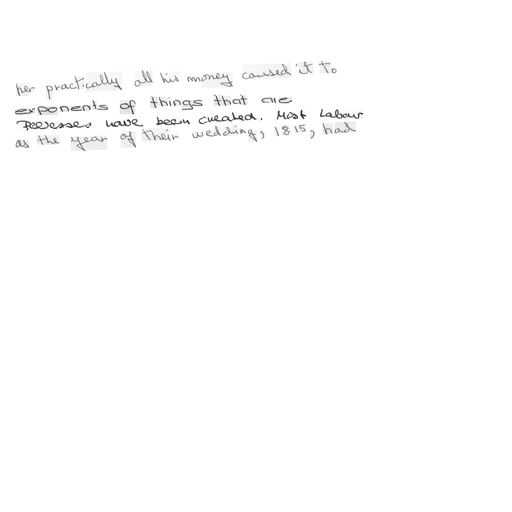 her practically all his money caused it to
exponents of things that are
Peeresses have been created. Most Labour
as the year of their wedding, 1815, had